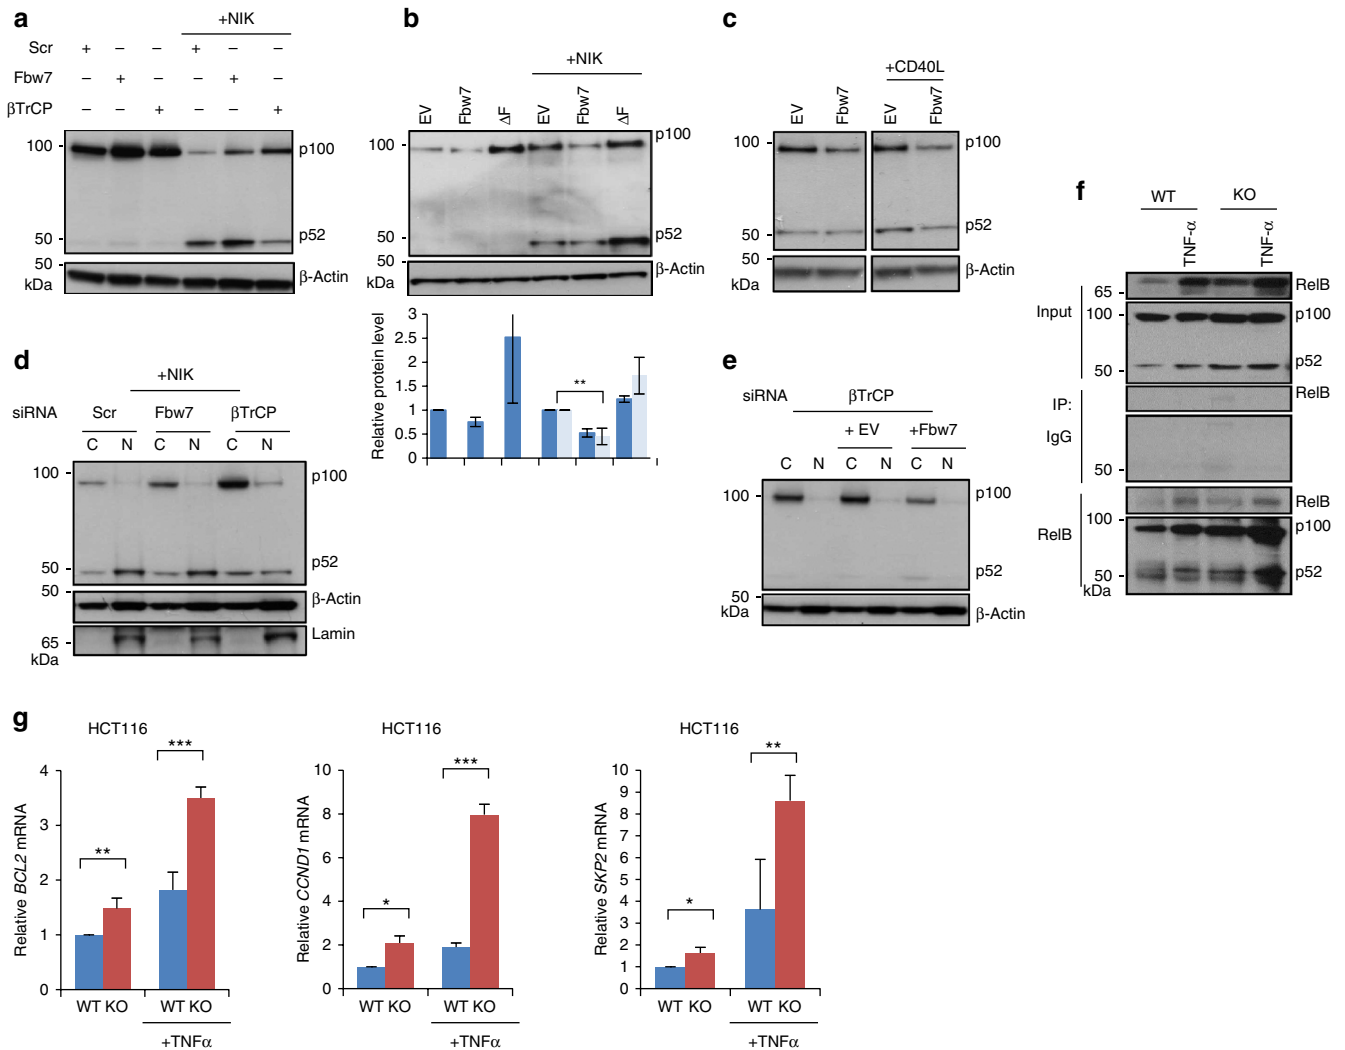 a
+NIK
Scr + – – + – –
Fbw7 – + – – + –
βTrCP – – + – – +
100
p100
50
p52
50
kDa
β-Actin
b
+NIK
EV Fbw7 ΔF EV Fbw7 ΔF
100
p100
50
p52
50
kDa
β-Actin
Relative protein level
3
2.5
2
1.5
1
0.5
0
**
c
+CD40L
EV Fbw7 EV Fbw7
100
p100
50
p52
50
kDa
β-Actin
d
+NIK
siRNA Scr Fbw7 βTrCP
C N C N C N
100
p100
50
p52
50
β-Actin
65
Lamin
kDa
e
siRNA βTrCP
+ EV +Fbw7
C N C N C N
100
p100
p52
50
kDa
β-Actin
f
WT KO
TNF-α TNF-α
Input
65
RelB
100
p100
p52
50
IP:
RelB
IgG
50
RelB
RelB
100
p100
50
p52
kDa
g
HCT116
Relative BCL2 mRNA
4
3
2
1
0
**
***
WT KO WT KO
+TNFα
HCT116
Relative CCND1 mRNA
10
8
6
4
2
0
*
***
WT KO WT KO
+TNFα
HCT116
Relative SKP2 mRNA
10
9
8
7
6
5
4
3
2
1
0
*
**
WT KO WT KO
+TNFα